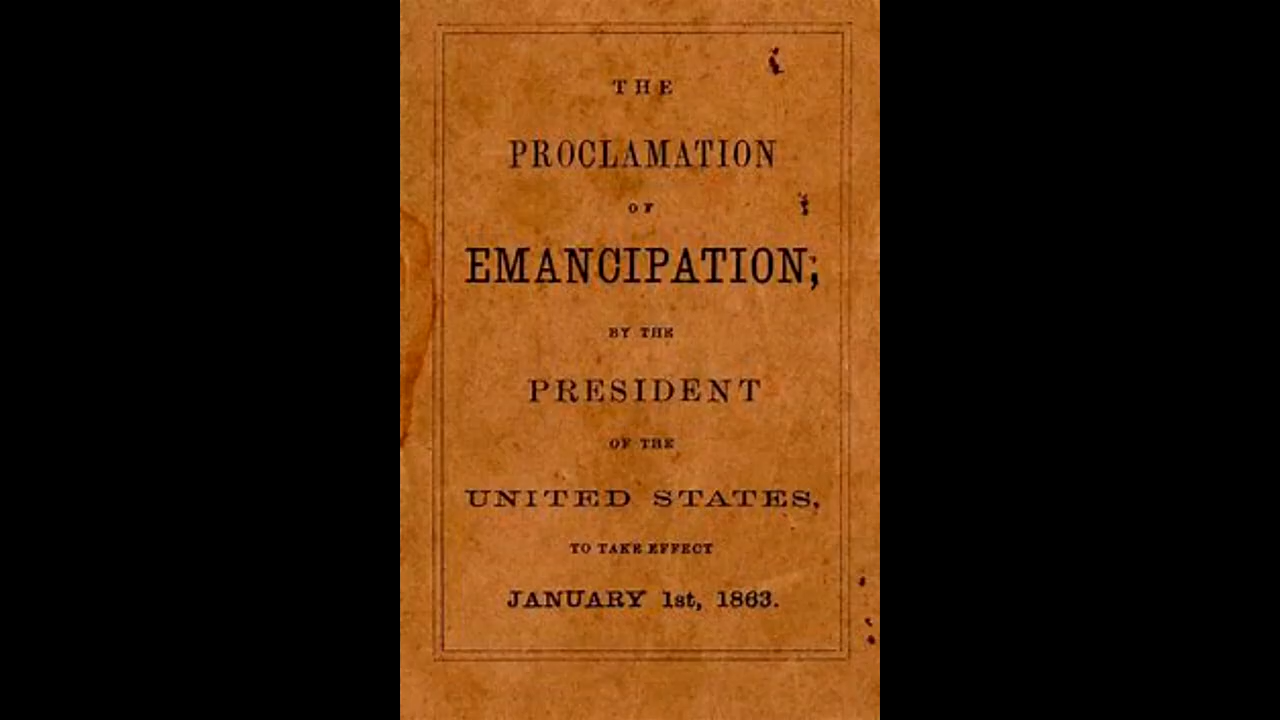 THE
PROCLAMATION
OF
EMANCIPATION;
BY THE
PRESIDENT
OF THE
UNITED STATES,
TO TAKE EFFECT
JANUARY 1st, 1863.